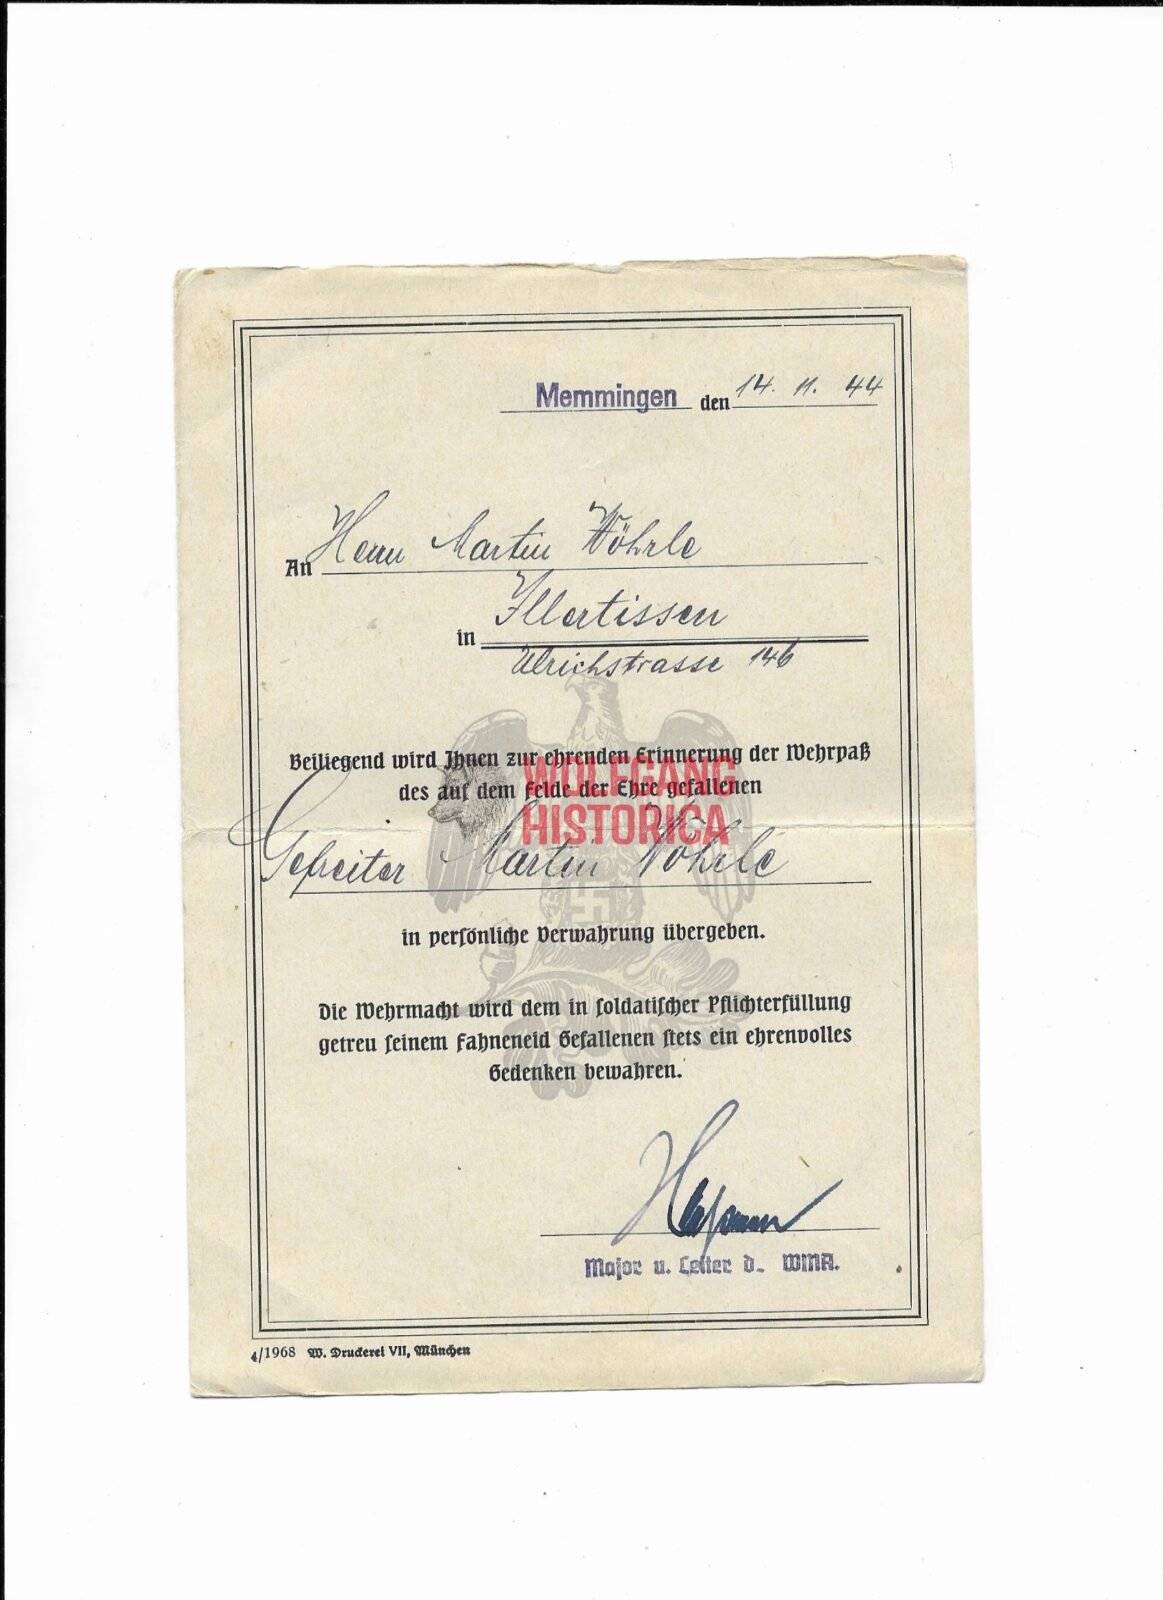 Memmingen den 14. 11. 44
An Herrn Martin Wöhrle
in Illertissen
Ulrichstrasse 146
Beiliegend wird Ihnen zur ehrenden Erinnerung der Wehrpaß
des auf dem Felde der Ehre gefallenen
WOLFGANG
HISTORICA
Gefreiter Martin Wöhrle
in persönliche Verwahrung übergeben.
Die Wehrmacht wird dem in soldatischer Pflichterfüllung
getreu seinem Fahneneid Gefallenen stets ein ehrenvolles
Gedenken bewahren.
Major u. Leiter d. WMA.
4/1968 W. Druckerei VII, München